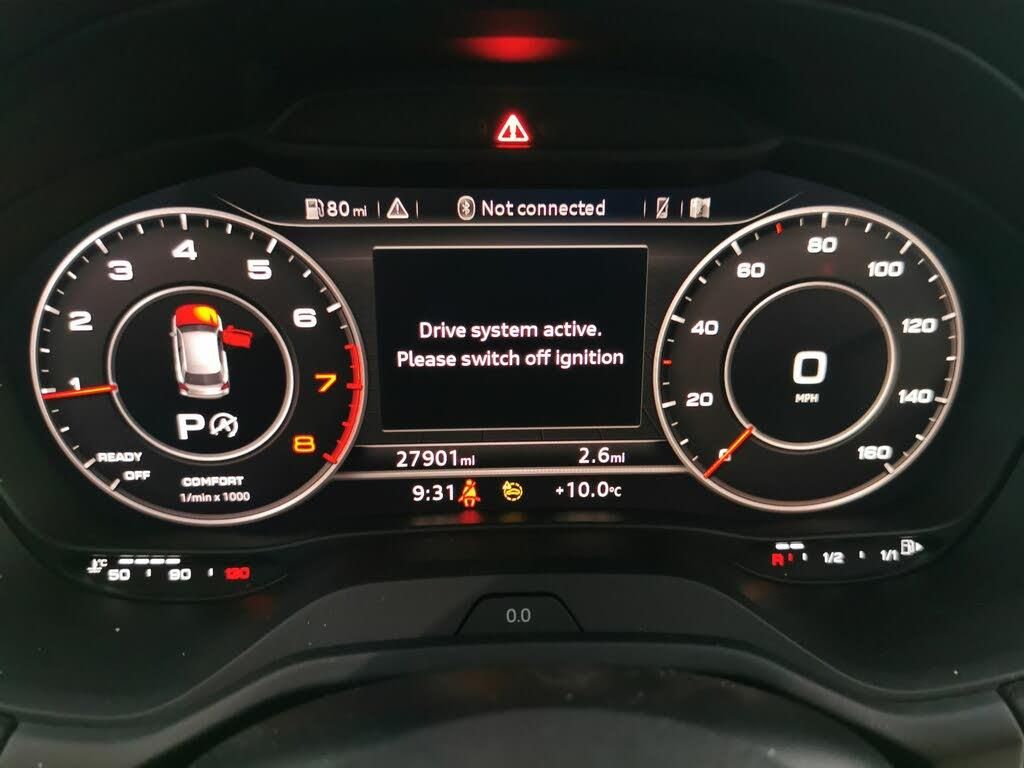 80 mi
Not connected
1
2
3
4
5
6
7
8
P A
READY
OFF
COMFORT
1/min x 1000
Drive system active.
Please switch off ignition
27901 mi 2.6 mi
9:31 +10.0°C
0
20
40
60
80
100
120
140
160
0
MPH
°C
50 90 130
R 1/2 1/1
0.0